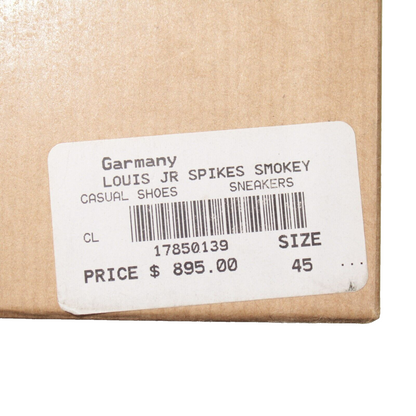 Garmany
LOUIS JR SPIKES SMOKEY
CASUAL SHOES SNEAKERS
CL
17850139 SIZE
PRICE $ 895.00 45 ...